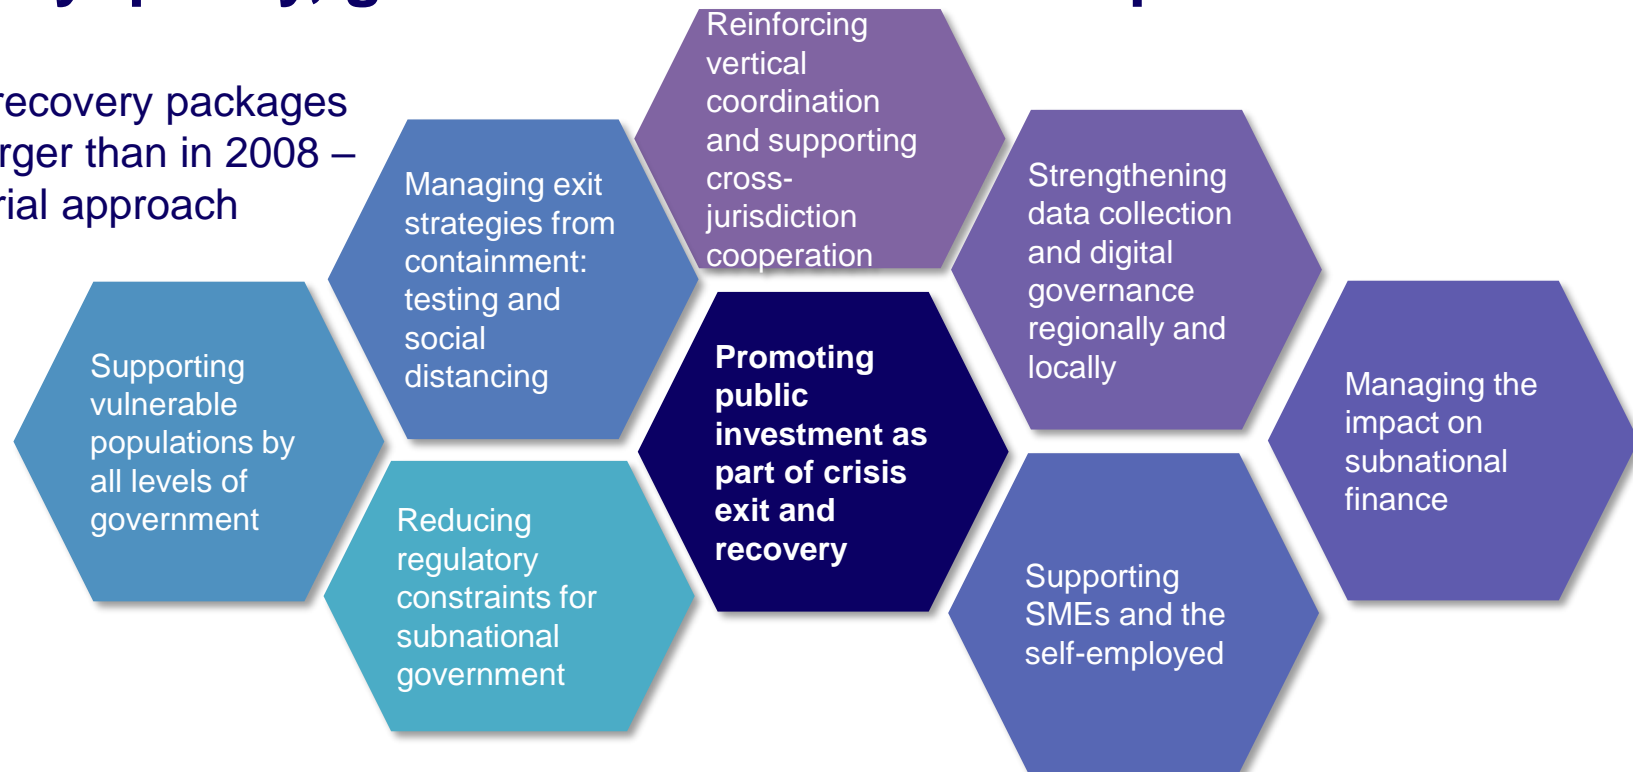 recovery packages
than in 2008 –
approach
Reinforcing
vertical
coordination
and supporting
cross-
jurisdiction
cooperation
Managing exit
strategies from
containment:
testing and
social
distancing
Strengthening
data collection
and digital
governance
regionally and
locally
Supporting
vulnerable
populations by
all levels of
government
Promoting
public
investment as
part of crisis
exit and
recovery
Managing the
impact on
subnational
finance
Reducing
regulatory
constraints for
subnational
government
Supporting
SMEs and the
self-employed